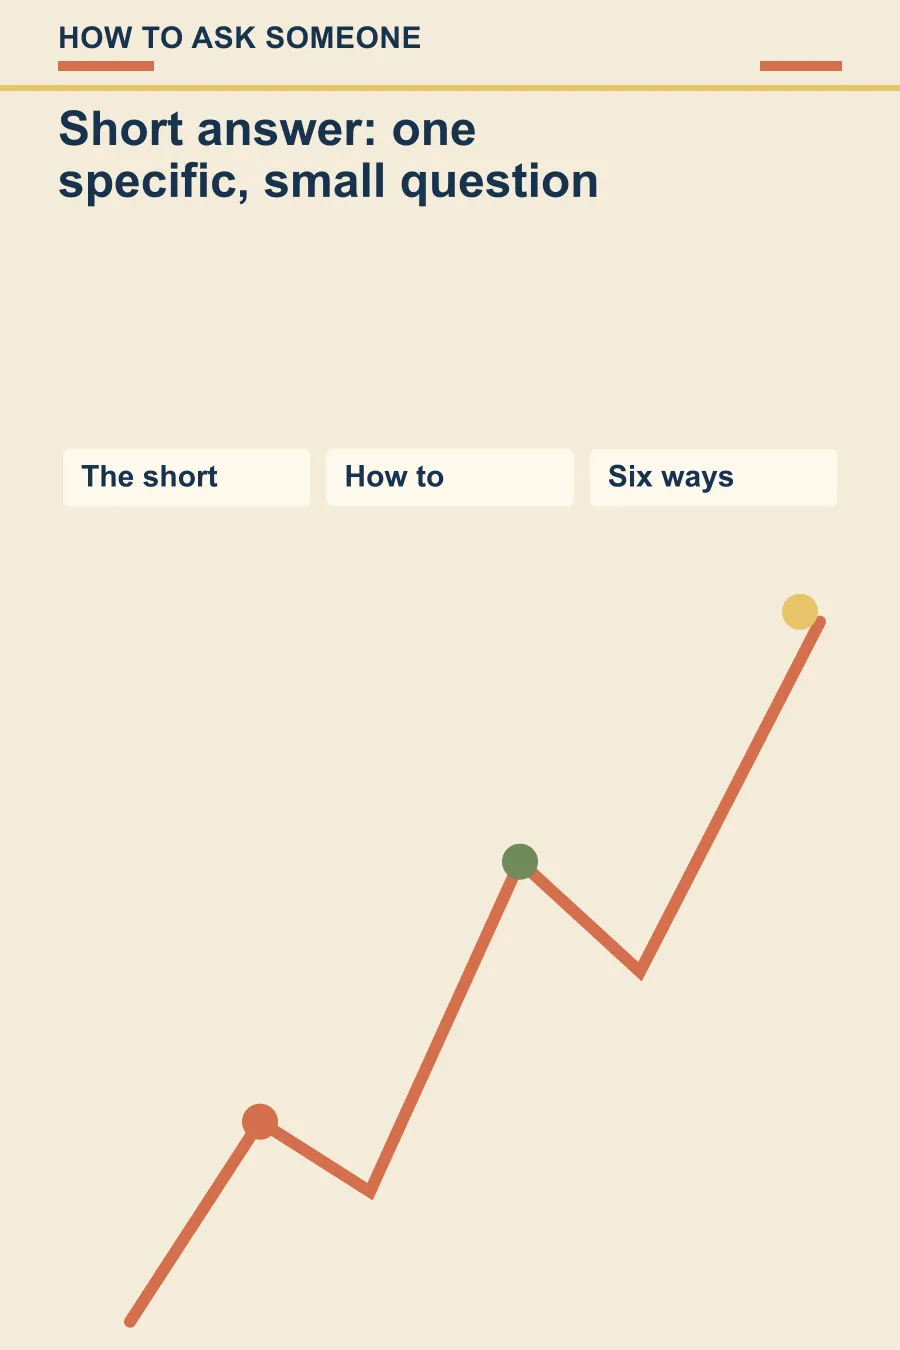 HOW TO ASK SOMEONE
Short answer: one
specific, small question
The short
How to
Six ways